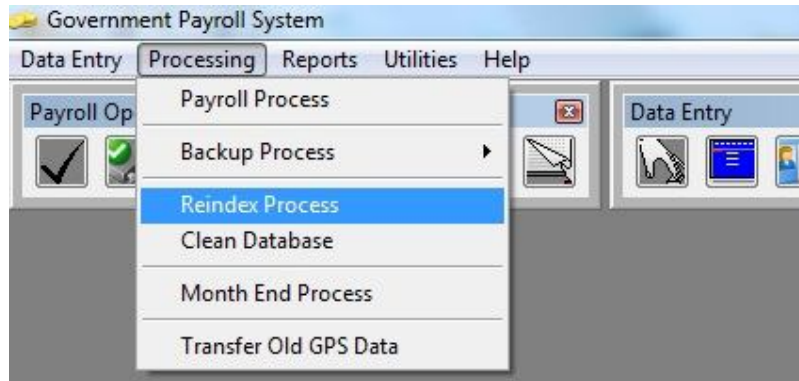 Government Payroll System
Data Entry Processing Reports Utilities Help
Payroll Op
Data Entry
Payroll Process
Backup Process
Reindex Process
Clean Database
Month End Process
Transfer Old GPS Data